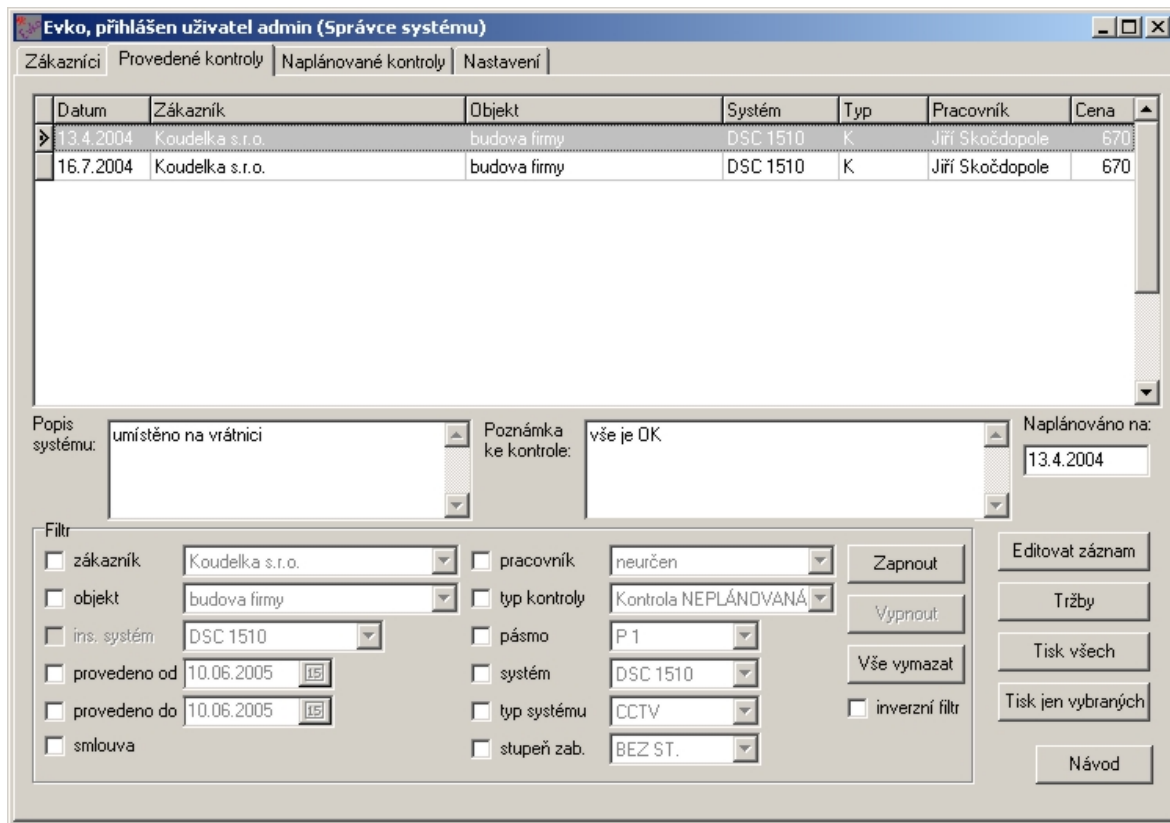 Evko, přihlášen uživatel admin (Správce systému)
Zákazníci Provedené kontroly Naplánované kontroly Nastavení
Datum Zákazník Objekt Systém Typ Pracovník Cena
13.4.2004 Koudelka s.r.o. budova firmy DSC 1510 K Jiří Skočdopole 670
16.7.2004 Koudelka s.r.o. budova firmy DSC 1510 K Jiří Skočdopole 670
Popis
systému:
umístěno na vrátnici
Poznámka
ke kontrole:
vše je OK
Naplánováno na:
13.4.2004
Filtr
zákazník Koudelka s.r.o.
objekt budova firmy
ins. systém DSC 1510
provedeno od 10.06.2005 15
provedeno do 10.06.2005 15
smlouva
pracovník neurčen
typ kontroly Kontrola NEPLÁNOVANÁ
pásmo P 1
systém DSC 1510
typ systému CCTV
stupeň zab. BEZ ST.
Zapnout
Vypnout
Vše vymazat
inverzní filtr
Editovat záznam
Tržby
Tisk všech
Tisk jen vybraných
Návod